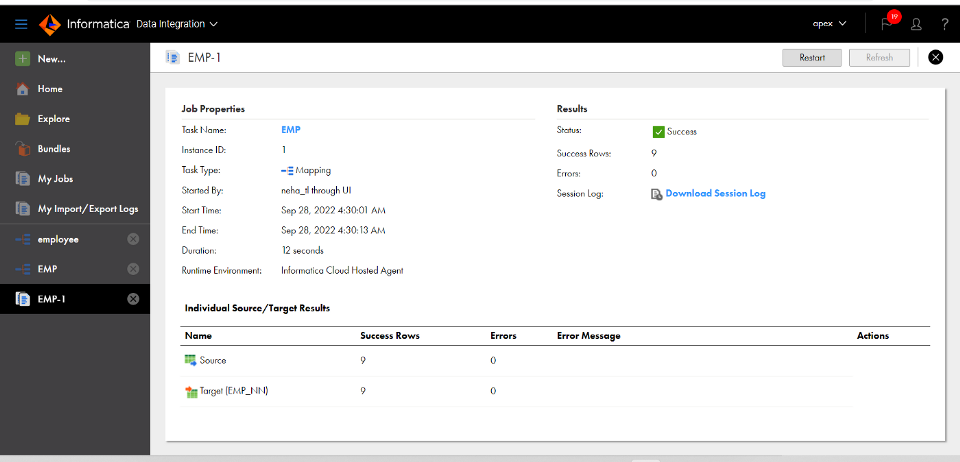 Informatica Data Integration
apex
19
?
New...
Home
Explore
Bundles
My Jobs
My Import/Export Logs
employee
EMP
EMP-1
EMP-1
Restart
Refresh
Job Properties
Task Name: EMP
Instance ID: 1
Task Type: Mapping
Started By: neha_tl through UI
Start Time: Sep 28, 2022 4:30:01 AM
End Time: Sep 28, 2022 4:30:13 AM
Duration: 12 seconds
Runtime Environment: Informatica Cloud Hosted Agent
Results
Status: Success
Success Rows: 9
Errors: 0
Session Log: Download Session Log
Individual Source/Target Results
Name Success Rows Errors Error Message Actions
Source 9 0
Target (EMP_NN) 9 0